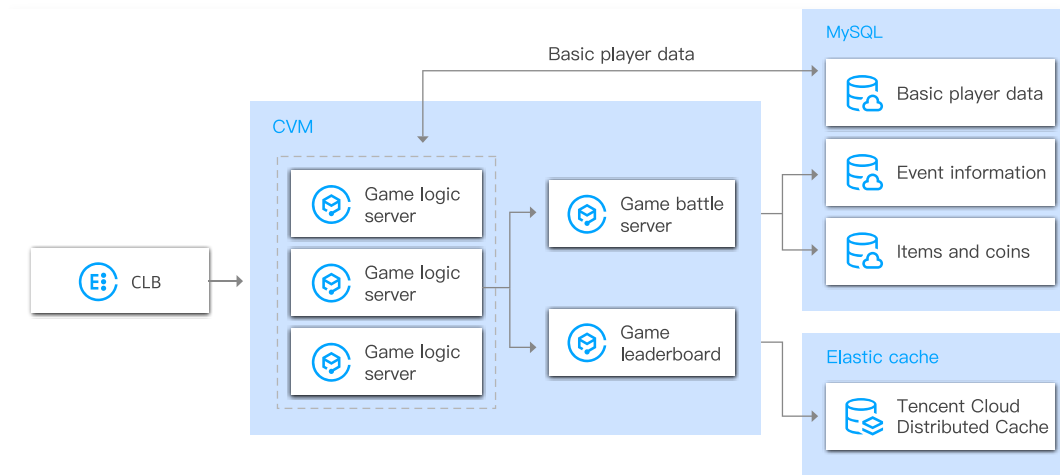 MySQL
Basic player data
Basic player data
CVM
Game logic
server
Game battle
server
Event information
CLB
Game logic
server
Items and coins
Game logic
server
Game
leaderboard
Elastic cache
Tencent Cloud
Distributed Cache